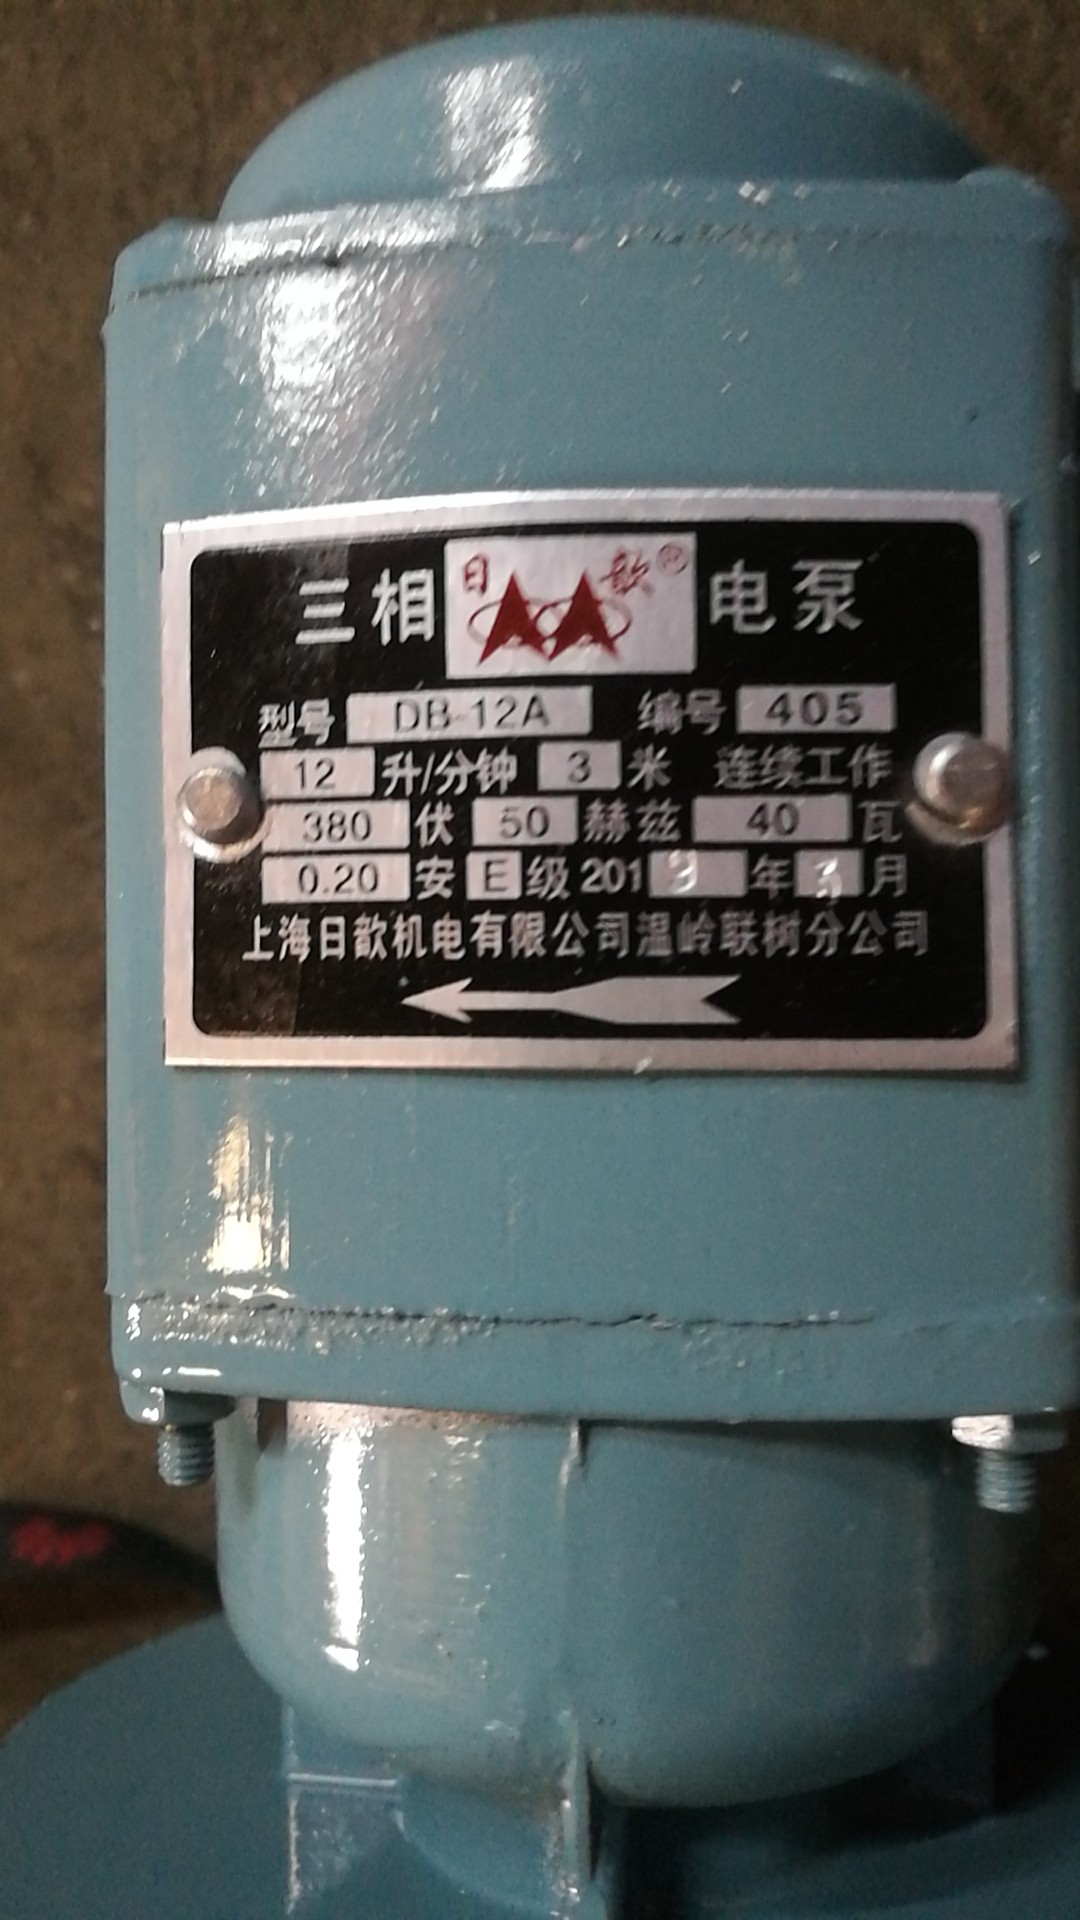 三相 日歆® 电泵
型号 DB-12A 编号 405
12 升/分钟 3 米 连续工作
380 伏 50 赫兹 40 瓦
0.20 安 E 级 2013 年 3 月
上海日歆机电有限公司温岭联树分公司